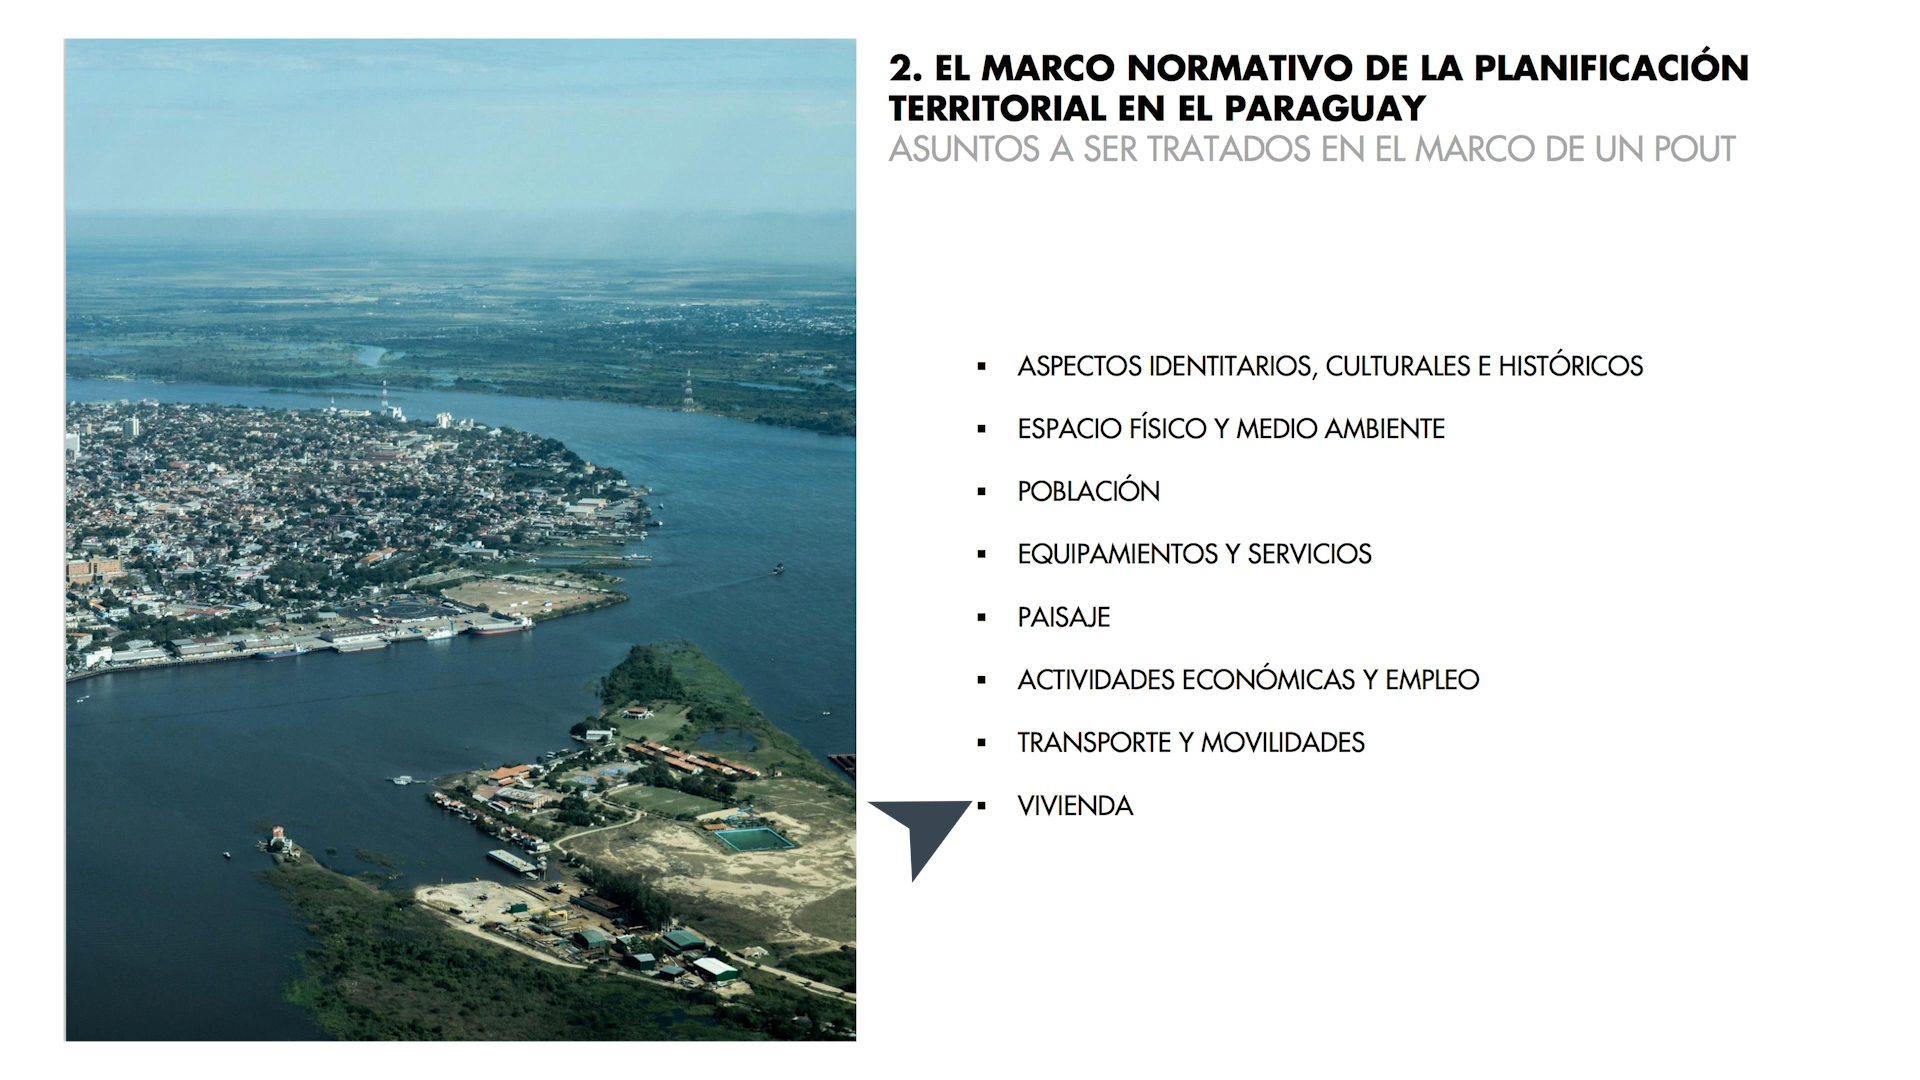 2. EL MARCO NORMATIVO DE LA PLANIFICACIÓN
TERRITORIAL EN EL PARAGUAY
ASUNTOS A SER TRATADOS EN EL MARCO DE UN POUT
▪ ASPECTOS IDENTITARIOS, CULTURALES E HISTÓRICOS
▪ ESPACIO FÍSICO Y MEDIO AMBIENTE
▪ POBLACIÓN
▪ EQUIPAMIENTOS Y SERVICIOS
▪ PAISAJE
▪ ACTIVIDADES ECONÓMICAS Y EMPLEO
▪ TRANSPORTE Y MOVILIDADES
▪ VIVIENDA